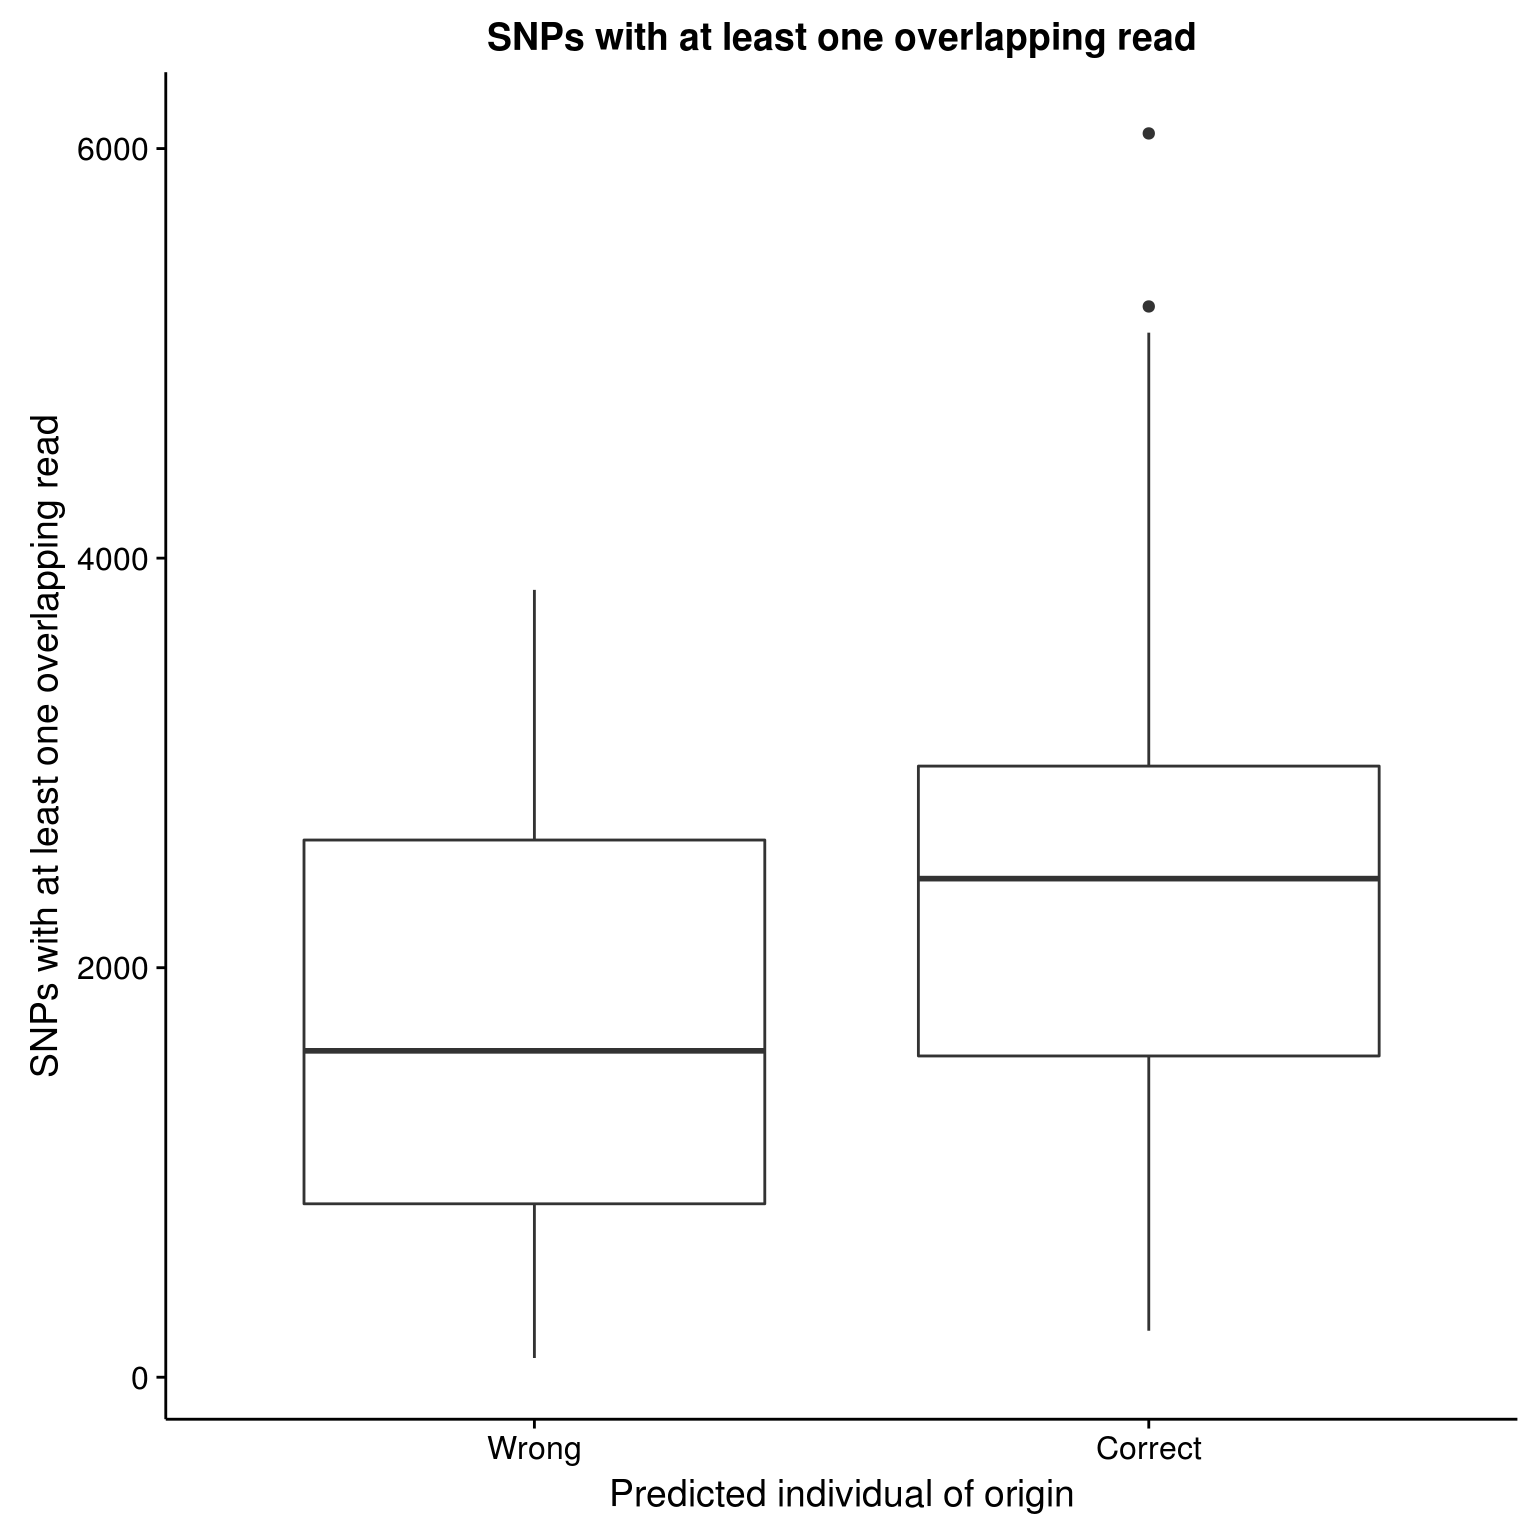 SNPs with at least one overlapping read
SNPs with at least one overlapping read
6000
4000
2000
0
Wrong
Correct
Predicted individual of origin